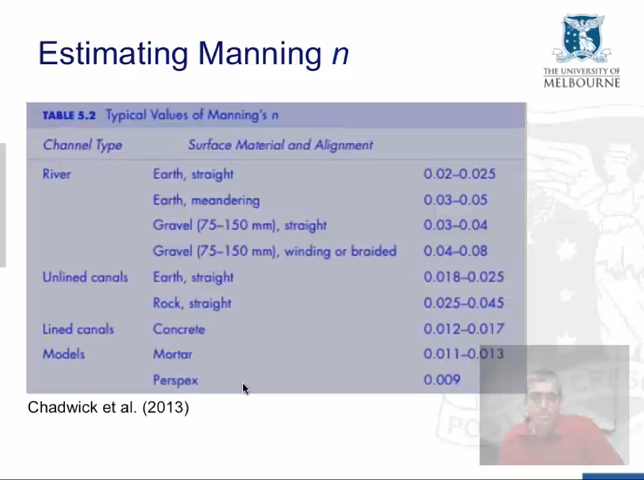 Estimating Manning n
THE UNIVERSITY OF
MELBOURNE
TABLE 5.2 Typical Values of Manning's n
Channel Type Surface Material and Alignment
River Earth, straight 0.02–0.025
Earth, meandering 0.03–0.05
Gravel (75–150 mm), straight 0.03–0.04
Gravel (75–150 mm), winding or braided 0.04–0.08
Unlined canals Earth, straight 0.018–0.025
Rock, straight 0.025–0.045
Lined canals Concrete 0.012–0.017
Models Mortar 0.011–0.013
Perspex 0.009
Chadwick et al. (2013)